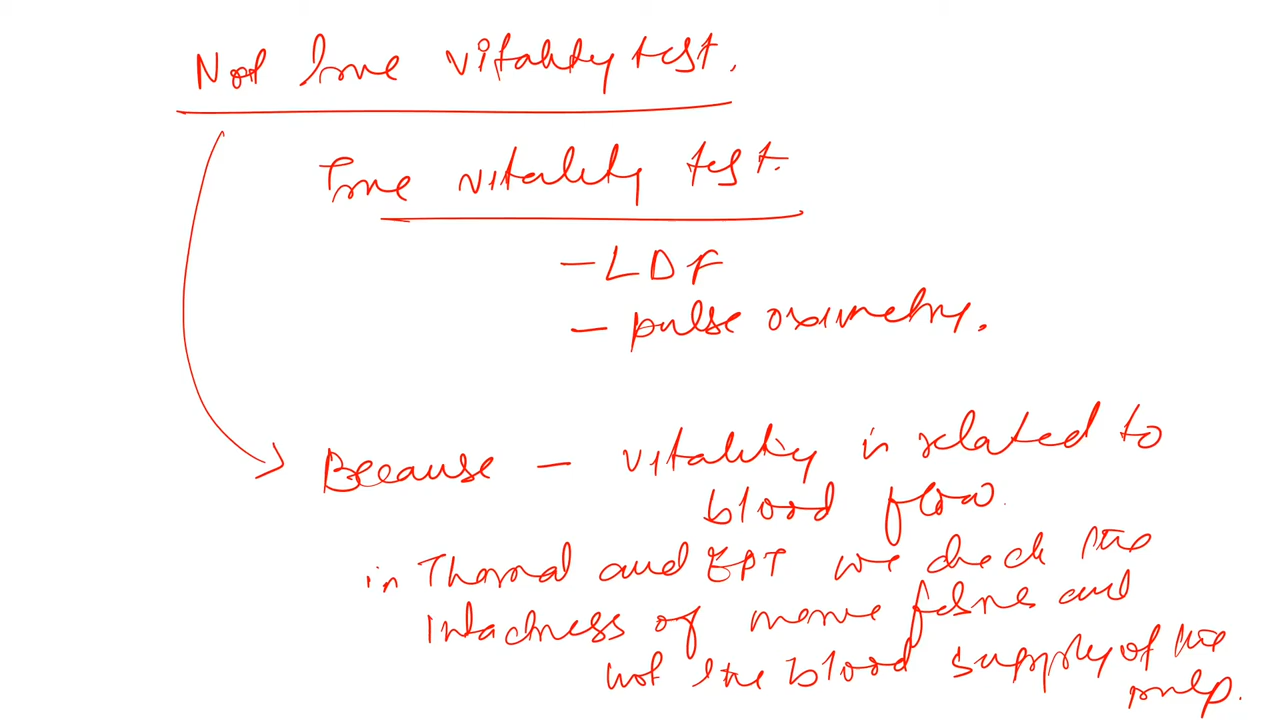 Not true vitality test.
True vitality test.
- LDF
- pulse oximetry.
Because - vitality is related to
blood flow.
in Thermal and EPT we check the
intactness of nerve fibres and
not the blood supply of the
pulp.